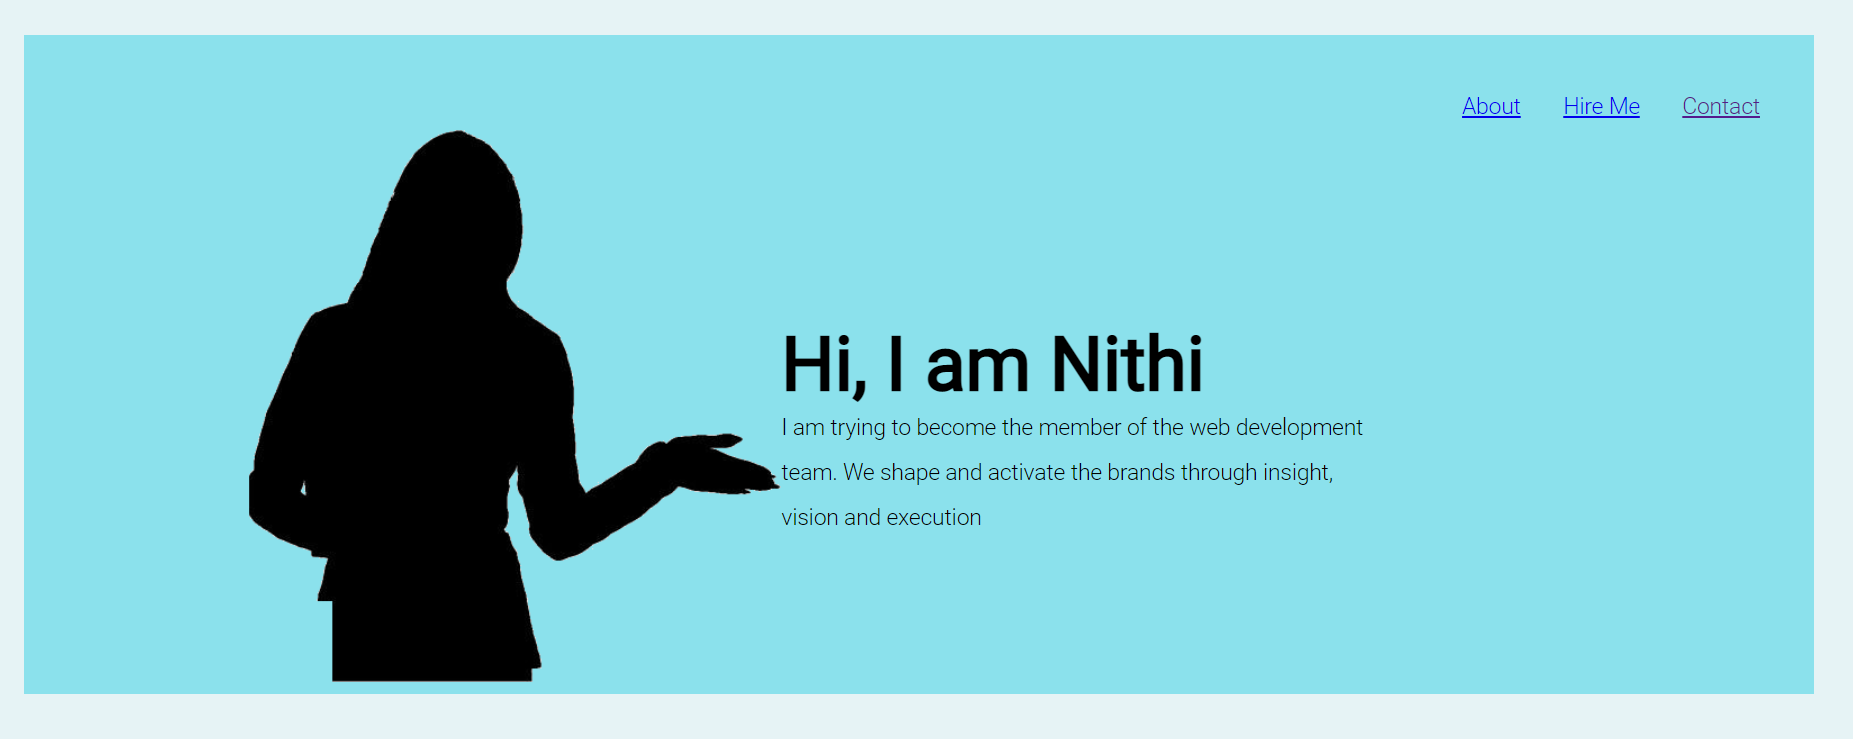 About Hire Me Contact
Hi, I am Nithi
I am trying to become the member of the web development
team. We shape and activate the brands through insight,
vision and execution